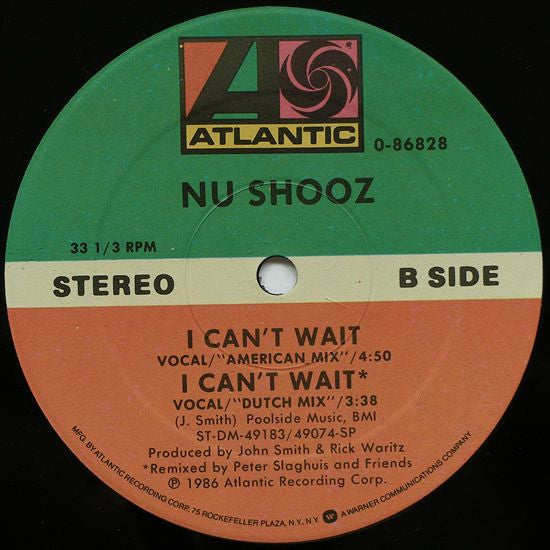 ATLANTIC
0-86828
NU SHOOZ
33 1/3 RPM
STEREO
B SIDE
I CAN'T WAIT
VOCAL/"AMERICAN MIX"/4:50
I CAN'T WAIT*
VOCAL/"DUTCH MIX"/3:38
(J. Smith) Poolside Music, BMI
ST-DM-49183/49074-SP
Produced by John Smith & Rick Waritz
*Remixed by Peter Slaghuis and Friends
℗ 1986 Atlantic Recording Corp.
MFG. BY ATLANTIC RECORDING CORP. 75 ROCKEFELLER PLAZA, N.Y., N.Y. A WARNER COMMUNICATIONS COMPANY